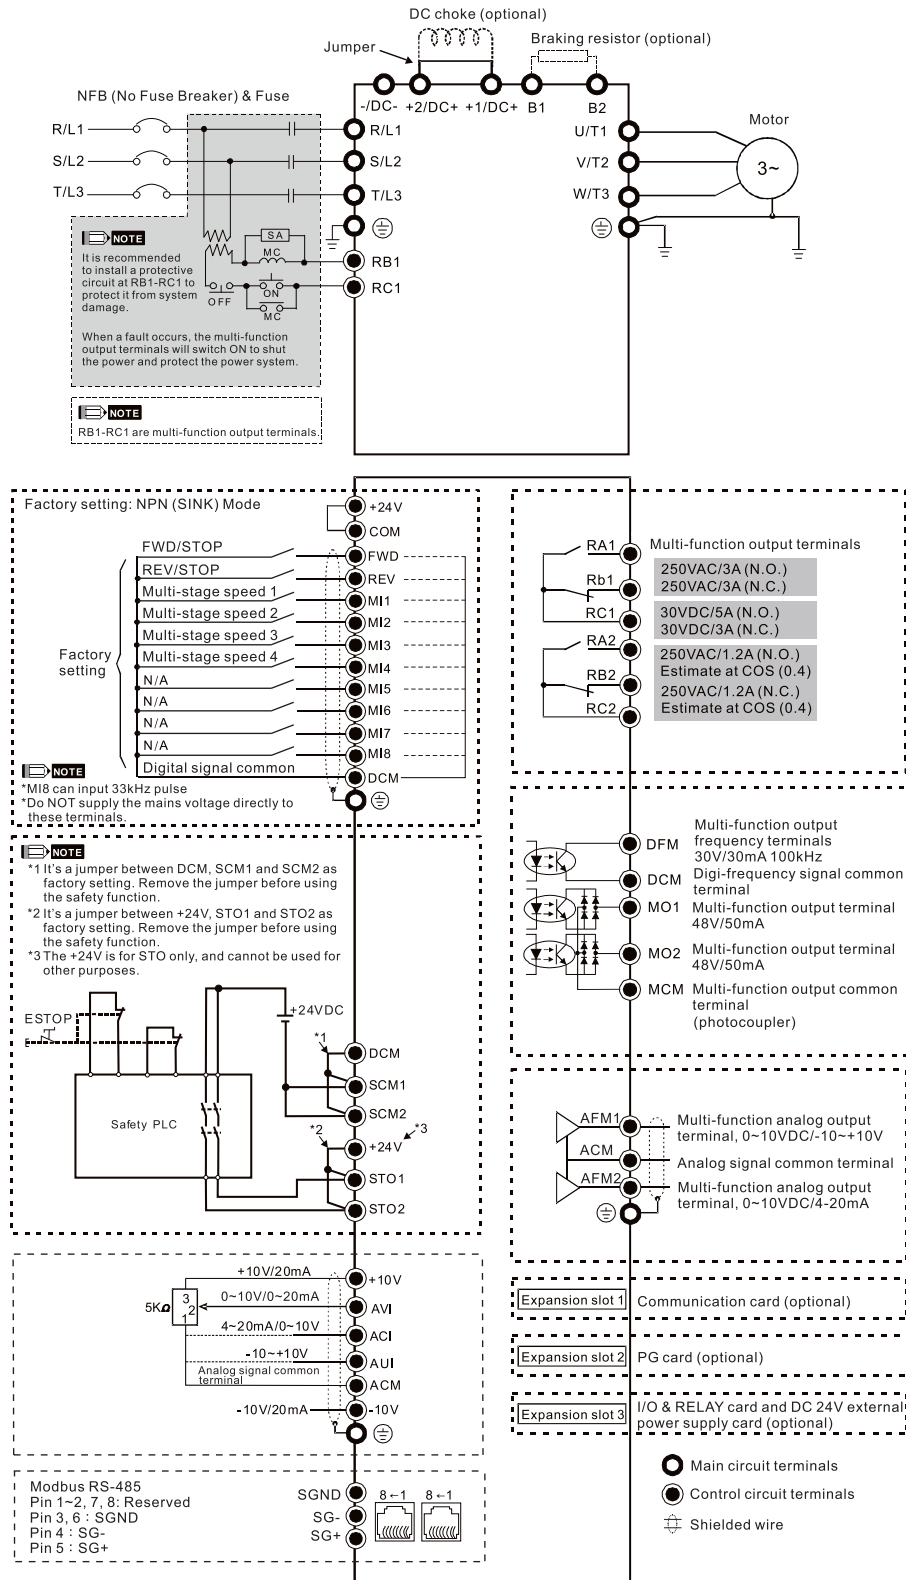 DC choke (optional)
Jumper
Braking resistor (optional)
NFB (No Fuse Breaker) & Fuse
-/DC-
+2/DC+
+1/DC+
B1
B2
R/L1
R/L1
S/L2
S/L2
T/L3
T/L3
U/T1
V/T2
W/T3
Motor
3~
NOTE
It is recommended
to install a protective
circuit at RB1-RC1 to
protect it from system
damage.
When a fault occurs, the multi-function
output terminals will switch ON to shut
the power and protect the power system.
SA
MC
OFF
ON
MC
RB1
RC1
NOTE
RB1-RC1 are multi-function output terminals.
Factory setting: NPN (SINK) Mode
+24V
COM
FWD/STOP
FWD
REV/STOP
REV
Multi-stage speed 1
MI1
Multi-stage speed 2
MI2
Multi-stage speed 3
MI3
Multi-stage speed 4
MI4
Factory
setting
N/A
MI5
N/A
MI6
N/A
MI7
N/A
MI8
Digital signal common
DCM
NOTE
*MI8 can input 33kHz pulse
*Do NOT supply the mains voltage directly to
these terminals.
NOTE
*1 It's a jumper between DCM, SCM1 and SCM2 as
factory setting. Remove the jumper before using
the safety function.
*2 It's a jumper between +24V, STO1 and STO2 as
factory setting. Remove the jumper before using
the safety function.
*3 The +24V is for STO only, and cannot be used for
other purposes.
ESTOP
+24VDC
Safety PLC
*1
DCM
SCM1
SCM2
*2
*3
+24V
STO1
STO2
+10V/20mA
+10V
5KΩ
3
2
1
0~10V/0~20mA
AVI
4~20mA/0~10V
ACI
-10~+10V
AUI
Analog signal common
terminal
ACM
-10V/20mA
-10V
Modbus RS-485
Pin 1~2, 7, 8: Reserved
Pin 3, 6 : SGND
Pin 4 : SG-
Pin 5 : SG+
SGND
SG-
SG+
8←1
8←1
RA1
Rb1
RC1
RA2
RB2
RC2
Multi-function output terminals
250VAC/3A (N.O.)
250VAC/3A (N.C.)
30VDC/5A (N.O.)
30VDC/3A (N.C.)
250VAC/1.2A (N.O.)
Estimate at COS (0.4)
250VAC/1.2A (N.C.)
Estimate at COS (0.4)
DFM
Multi-function output
frequency terminals
30V/30mA 100kHz
DCM
Digi-frequency signal common
terminal
MO1
Multi-function output terminal
48V/50mA
MO2
Multi-function output terminal
48V/50mA
MCM
Multi-function output common
terminal
(photocoupler)
AFM1
Multi-function analog output
terminal, 0~10VDC/-10~+10V
ACM
Analog signal common terminal
AFM2
Multi-function analog output
terminal, 0~10VDC/4-20mA
Expansion slot 1
Communication card (optional)
Expansion slot 2
PG card (optional)
Expansion slot 3
I/O & RELAY card and DC 24V external
power supply card (optional)
Main circuit terminals
Control circuit terminals
Shielded wire